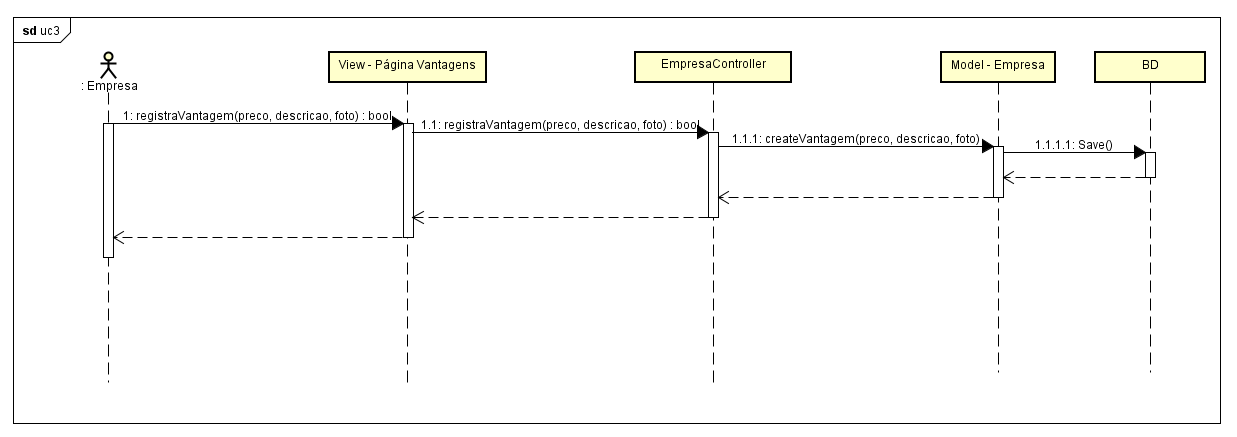 sd uc3
: Empresa
View - Página Vantagens
EmpresaController
Model - Empresa
BD
1: registraVantagem(preco, descricao, foto) : bool
1.1: registraVantagem(preco, descricao, foto) : bool
1.1.1: createVantagem(preco, descricao, foto)
1.1.1.1: Save()